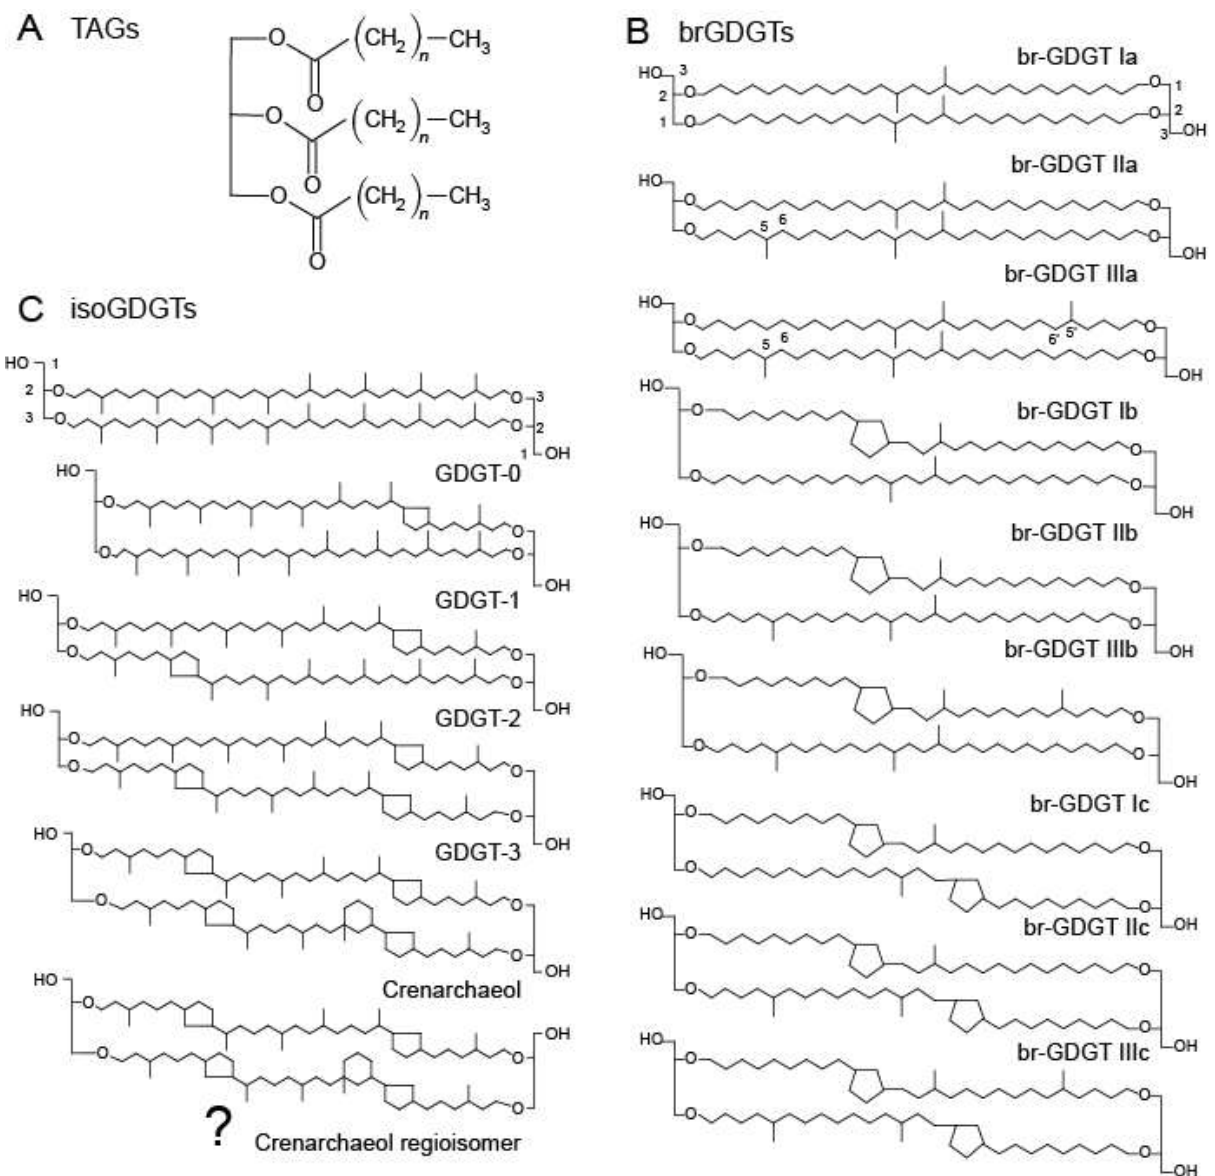 A TAGs
O (CH2)n CH3
O
O (CH2)n CH3
O
O (CH2)n CH3
O
B brGDGTs
br-GDGT Ia
HO 3
2 O
1 O
O 1
O 2
3 OH
br-GDGT IIa
HO
O
O 5 6
O
O
OH
br-GDGT IIIa
HO
O
O 5 6
6' 5'
O
O
OH
HO
O
O
br-GDGT Ib
O
O
OH
HO
O
O
br-GDGT IIb
O
O
OH
HO
O
O
br-GDGT IIIb
O
O
OH
HO
O
O
br-GDGT Ic
O
O
OH
HO
O
O
br-GDGT IIc
O
O
OH
HO
O
O
br-GDGT IIIc
O
O
OH
C isoGDGTs
HO 1
2 O
3 O
O 3
O 2
1 OH
HO
GDGT-0
O
O
O
O
OH
HO
GDGT-1
O
O
O
O
OH
HO
GDGT-2
O
O
O
O
OH
HO
GDGT-3
O
O
O
O
OH
HO
Crenarchaeol
O
O
OH
O
O
?
Crenarchaeol regioisomer